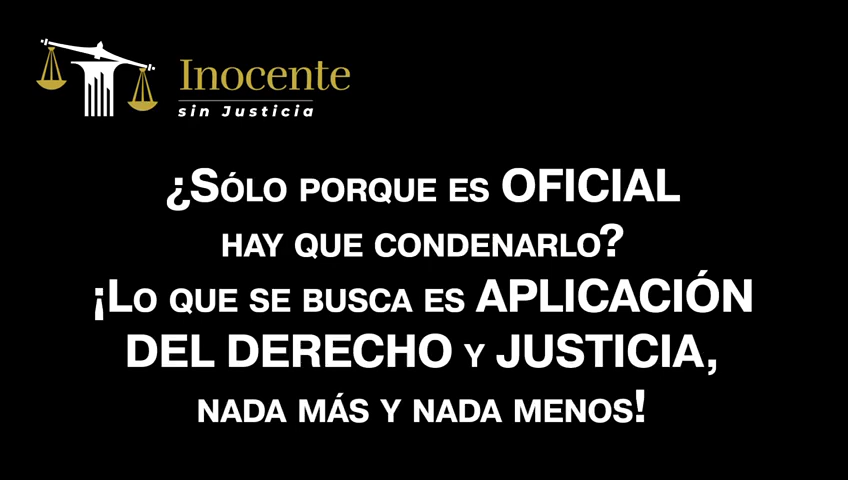 Inocente
sin Justicia
¿Sólo porque es OFICIAL
hay que condenarlo?
¡Lo que se busca es APLICACIÓN
DEL DERECHO y JUSTICIA,
nada más y nada menos!